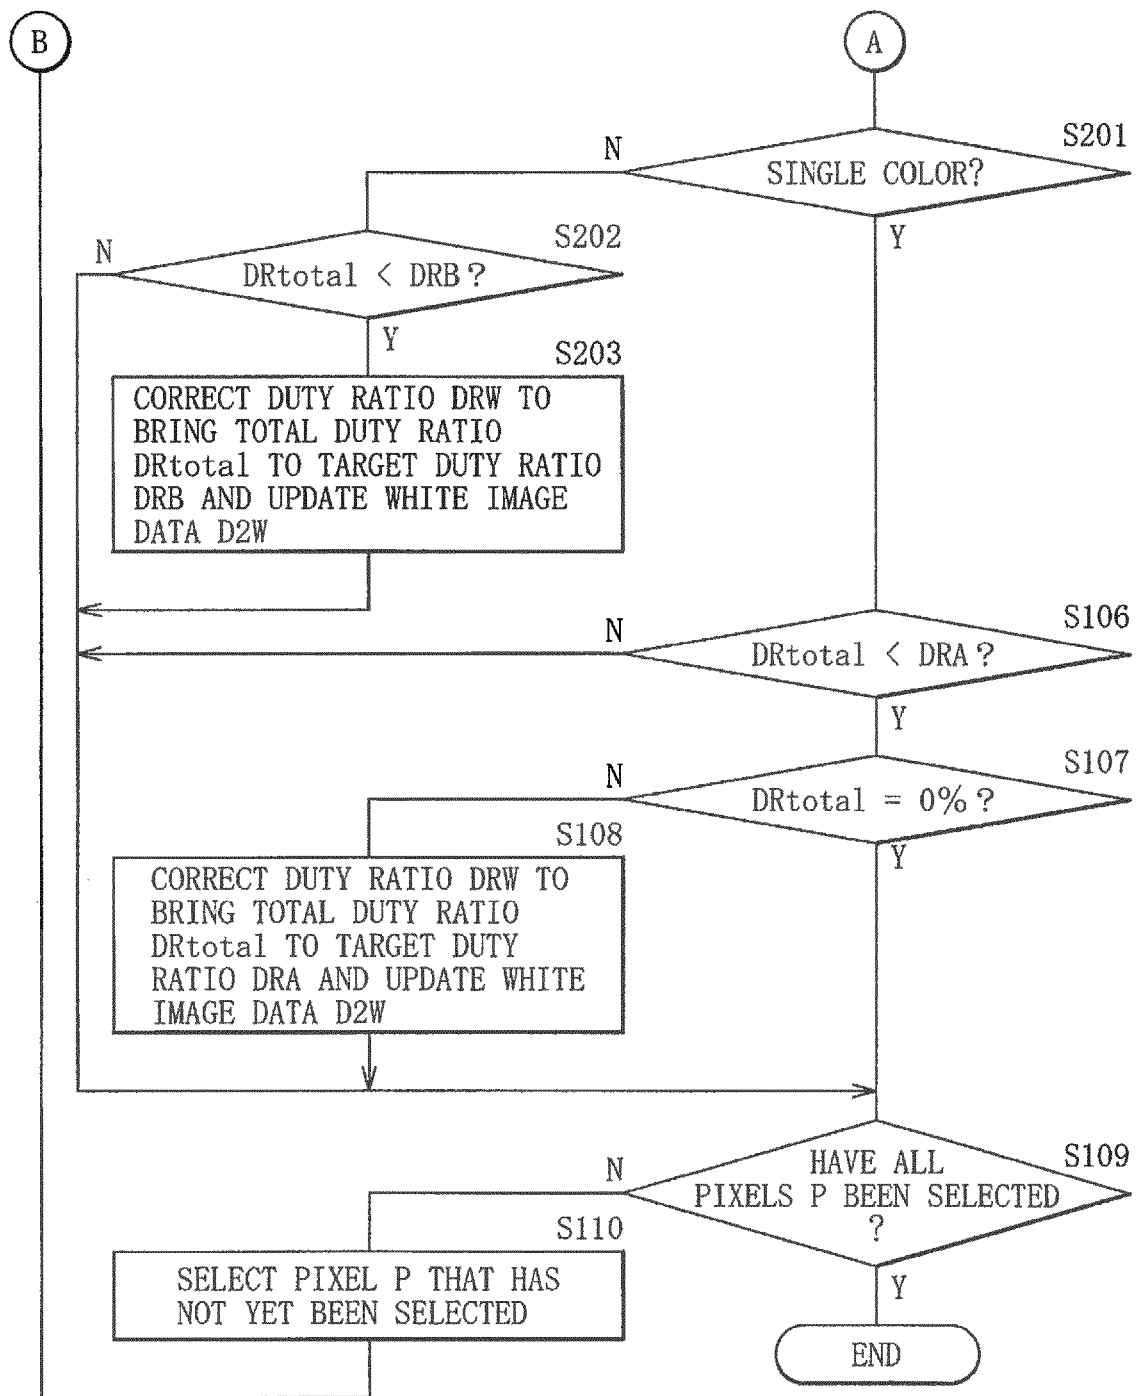 B
A
S201
SINGLE COLOR?
N
Y
S202
DRtotal < DRB?
N
Y
S203
CORRECT DUTY RATIO DRW TO
BRING TOTAL DUTY RATIO
DRtotal TO TARGET DUTY RATIO
DRB AND UPDATE WHITE IMAGE
DATA D2W
S106
DRtotal < DRA?
N
Y
S107
DRtotal = 0%?
N
Y
S108
CORRECT DUTY RATIO DRW TO
BRING TOTAL DUTY RATIO
DRtotal TO TARGET DUTY
RATIO DRA AND UPDATE WHITE
IMAGE DATA D2W
S109
HAVE ALL
PIXELS P BEEN SELECTED
?
N
Y
S110
SELECT PIXEL P THAT HAS
NOT YET BEEN SELECTED
END